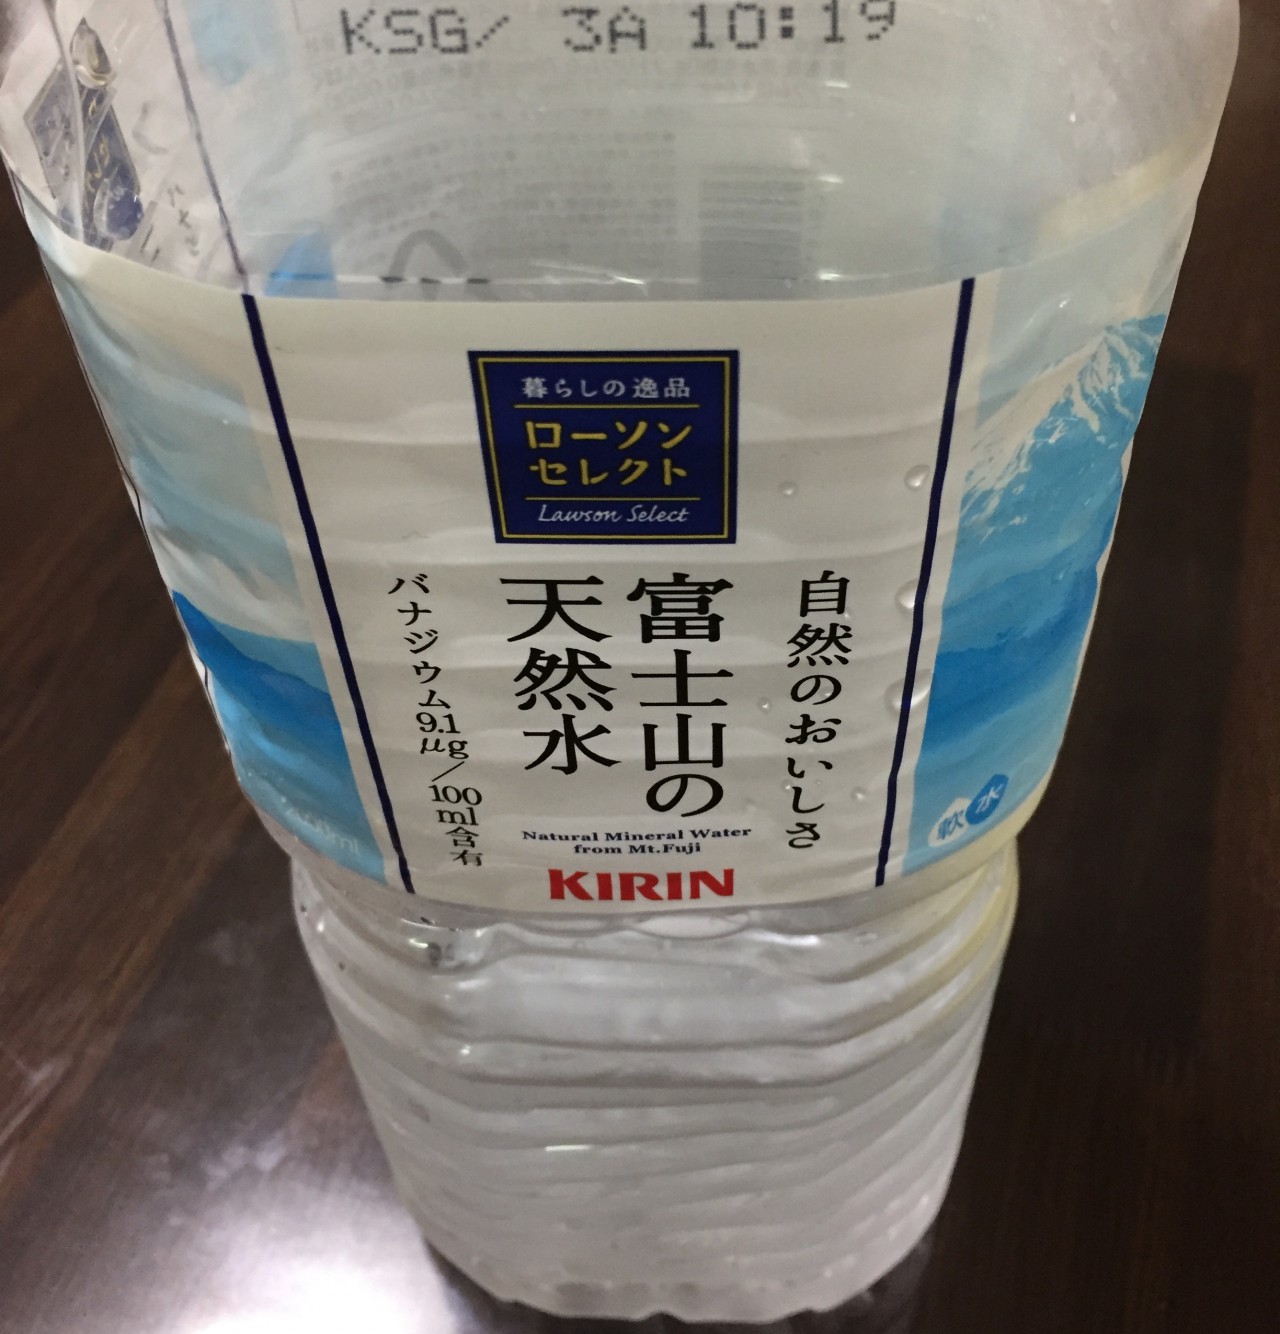 KSG/ 3A 10:19
暮らしの逸品
ローソン
セレクト
Lawson Select
自然のおいしさ
富士山の
天然水
バナジウム9.1μg/100ml含有
Natural Mineral Water
from Mt.Fuji
KIRIN
軟水